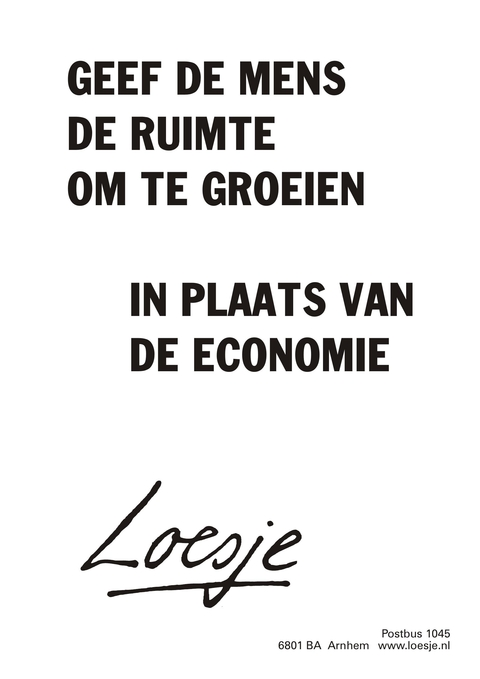 GEEF DE MENS
DE RUIMTE
OM TE GROEIEN
IN PLAATS VAN
DE ECONOMIE
Loesje
Postbus 1045
6801 BA Arnhem www.loesje.nl